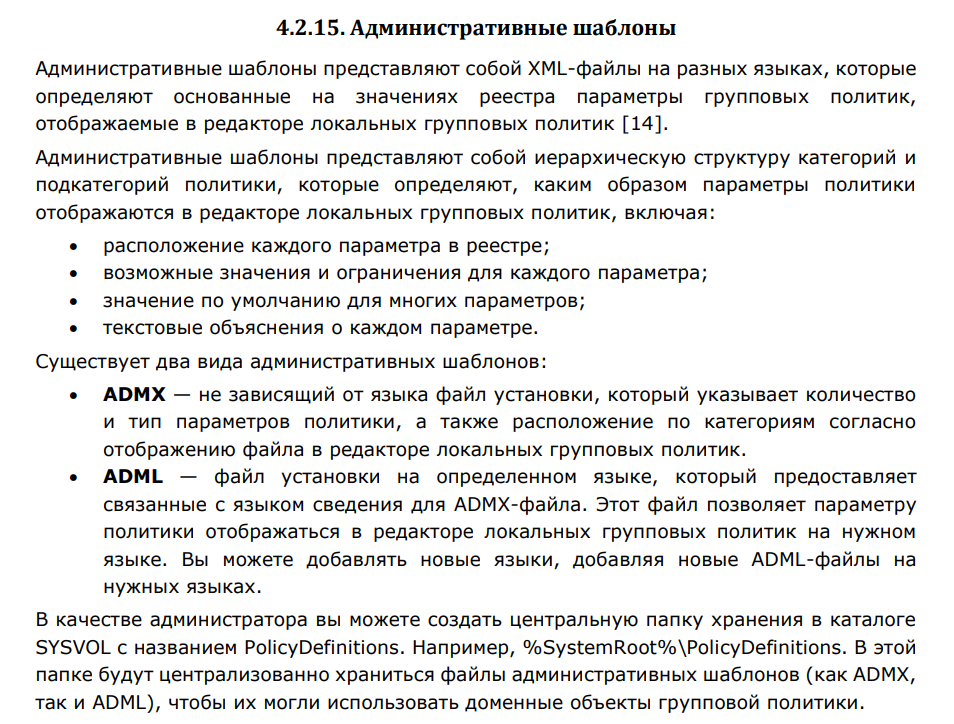 4.2.15. Административные шаблоны
Административные шаблоны представляют собой XML-файлы на разных языках, которые
определяют основанные на значениях реестра параметры групповых политик,
отображаемые в редакторе локальных групповых политик [14].
Административные шаблоны представляют собой иерархическую структуру категорий и
подкатегорий политики, которые определяют, каким образом параметры политики
отображаются в редакторе локальных групповых политик, включая:
• расположение каждого параметра в реестре;
• возможные значения и ограничения для каждого параметра;
• значение по умолчанию для многих параметров;
• текстовые объяснения о каждом параметре.
Существует два вида административных шаблонов:
• ADMX — не зависящий от языка файл установки, который указывает количество
и тип параметров политики, а также расположение по категориям согласно
отображению файла в редакторе локальных групповых политик.
• ADML — файл установки на определенном языке, который предоставляет
связанные с языком сведения для ADMX-файла. Этот файл позволяет параметру
политики отображаться в редакторе локальных групповых политик на нужном
языке. Вы можете добавлять новые языки, добавляя новые ADML-файлы на
нужных языках.
В качестве администратора вы можете создать центральную папку хранения в каталоге
SYSVOL с названием PolicyDefinitions. Например, %SystemRoot%\PolicyDefinitions. В этой
папке будут централизованно храниться файлы административных шаблонов (как ADMX,
так и ADML), чтобы их могли использовать доменные объекты групповой политики.